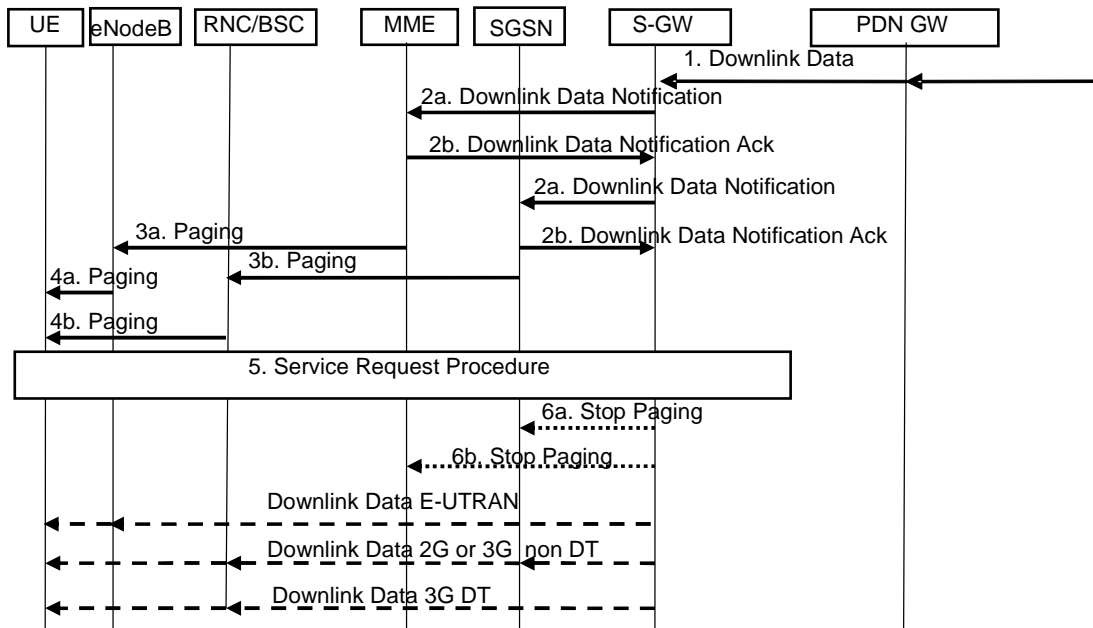 UE
eNodeB
RNC/BSC
MME
SGSN
S-GW
PDN GW
1. Downlink Data
2a. Downlink Data Notification
2b. Downlink Data Notification Ack
2a. Downlink Data Notification
3a. Paging
2b. Downlink Data Notification Ack
3b. Paging
4a. Paging
4b. Paging
5. Service Request Procedure
6a. Stop Paging
6b. Stop Paging
Downlink Data E-UTRAN
Downlink Data 2G or 3G non DT
Downlink Data 3G DT